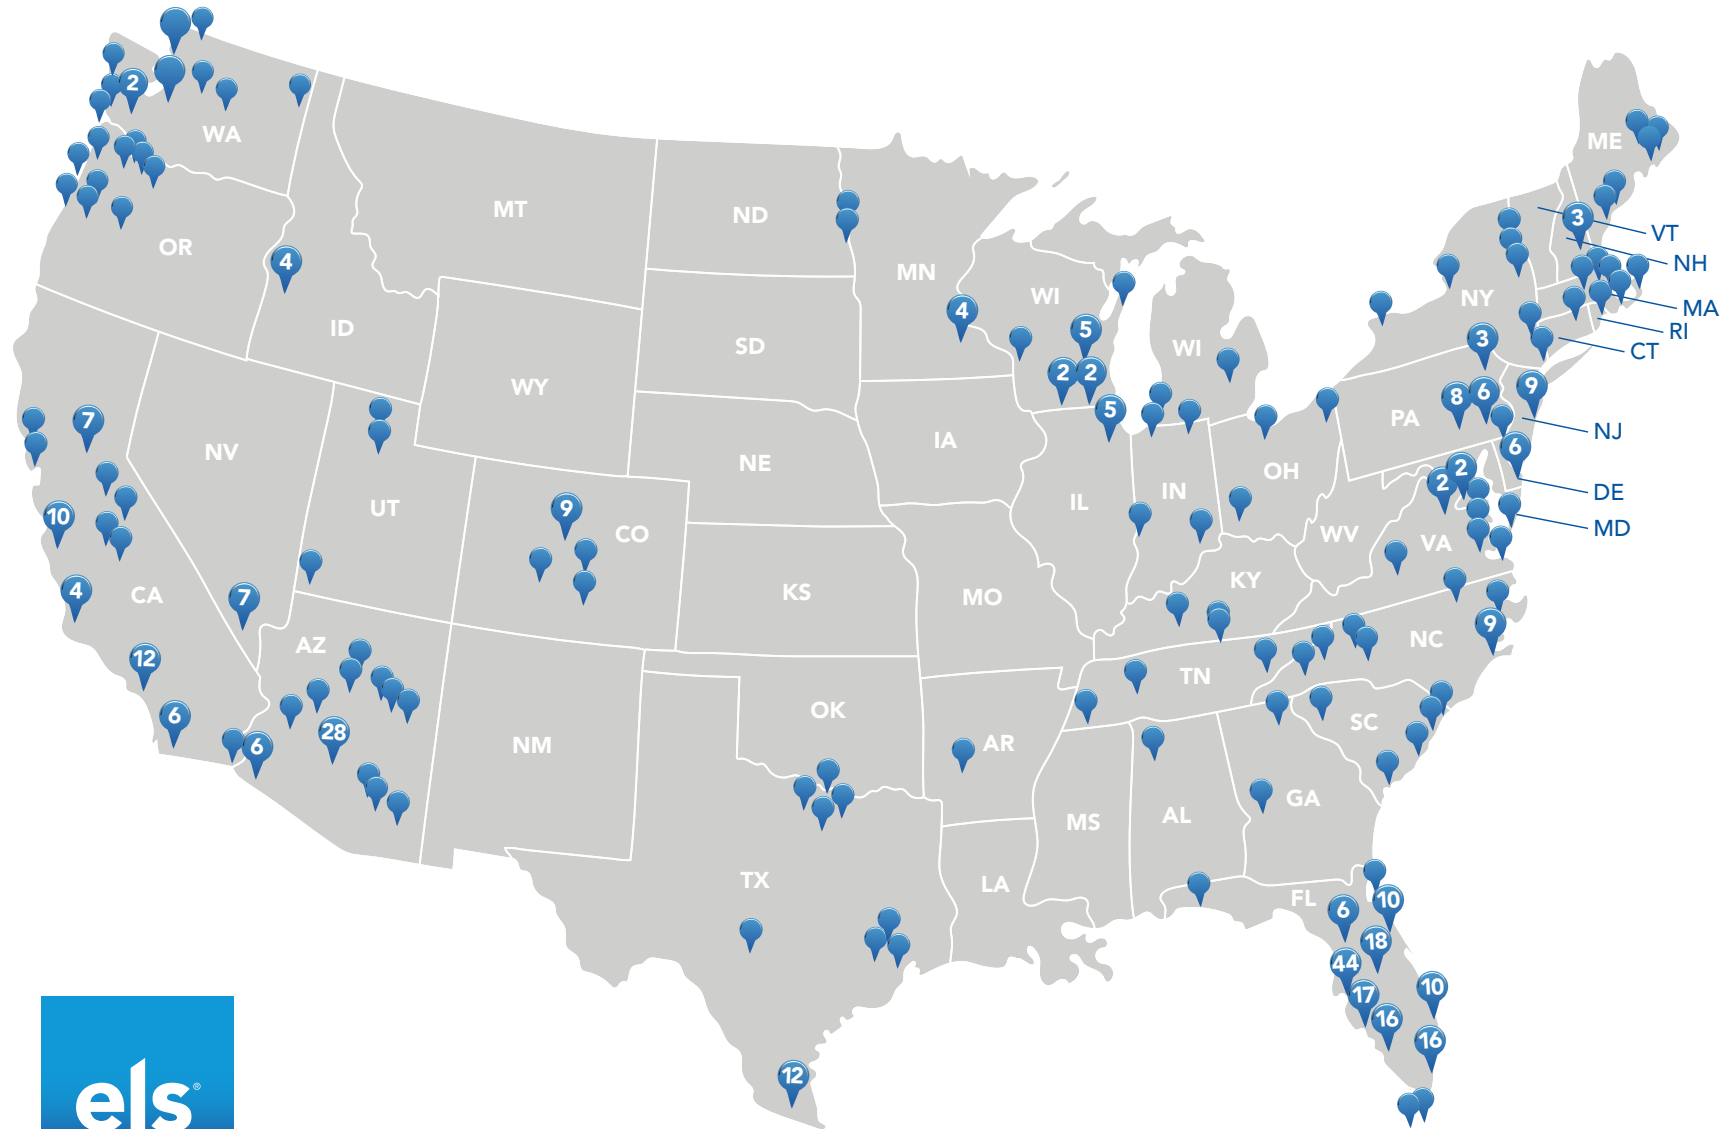 2
WA
ME
MT
ND
3
VT
OR
4
MN
NH
WI
NY
4
MA
ID
5
RI
SD
WI
3
CT
WY
2
2
8
6
9
5
7
PA
NJ
NV
IA
6
NE
OH
2
2
IN
DE
IL
UT
9
10
MD
CO
WV
VA
KY
KS
4
CA
7
MO
9
AZ
NC
12
TN
OK
6
SC
28
6
NM
AR
GA
MS
AL
TX
LA
FL
6
10
18
44
10
17
16
16
12
els®